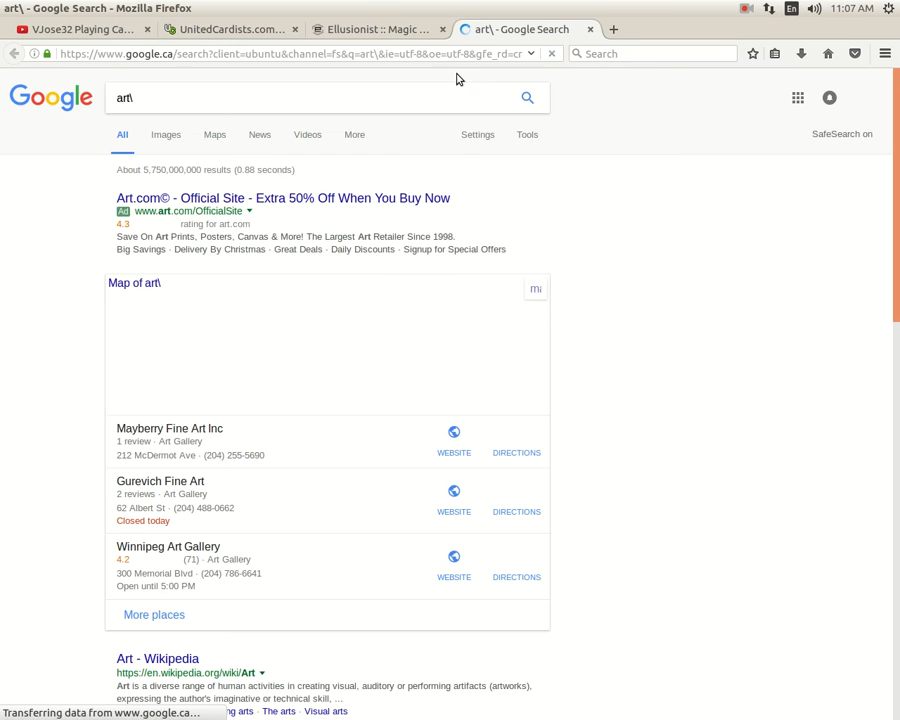 art\ - Google Search - Mozilla Firefox
En 11:07 AM
VJose32 Playing Ca... × UnitedCardists.com... × Ellusionist :: Magic ... × art\ - Google Search ×
https://www.google.ca/search?client=ubuntu&channel=fs&q=art\&ie=utf-8&oe=utf-8&gfe_rd=cr Search
Google art\
All Images Maps News Videos More Settings Tools SafeSearch on
About 5,750,000,000 results (0.88 seconds)
Art.com© - Official Site - Extra 50% Off When You Buy Now
Ad www.art.com/OfficialSite
4.3 rating for art.com
Save On Art Prints, Posters, Canvas & More! The Largest Art Retailer Since 1998.
Big Savings · Delivery By Christmas · Great Deals · Daily Discounts · Signup for Special Offers
Map of art\
Mayberry Fine Art Inc
1 review · Art Gallery
212 McDermot Ave · (204) 255-5690
WEBSITE DIRECTIONS
Gurevich Fine Art
2 reviews · Art Gallery
62 Albert St · (204) 488-0662
Closed today
WEBSITE DIRECTIONS
Winnipeg Art Gallery
4.2 (71) · Art Gallery
300 Memorial Blvd · (204) 786-6641
Open until 5:00 PM
WEBSITE DIRECTIONS
More places
Art - Wikipedia
https://en.wikipedia.org/wiki/Art
Art is a diverse range of human activities in creating visual, auditory or performing artifacts (artworks),
expressing the author's imaginative or technical skill, ...
Transferring data from www.google.ca... ng arts · The arts · Visual arts